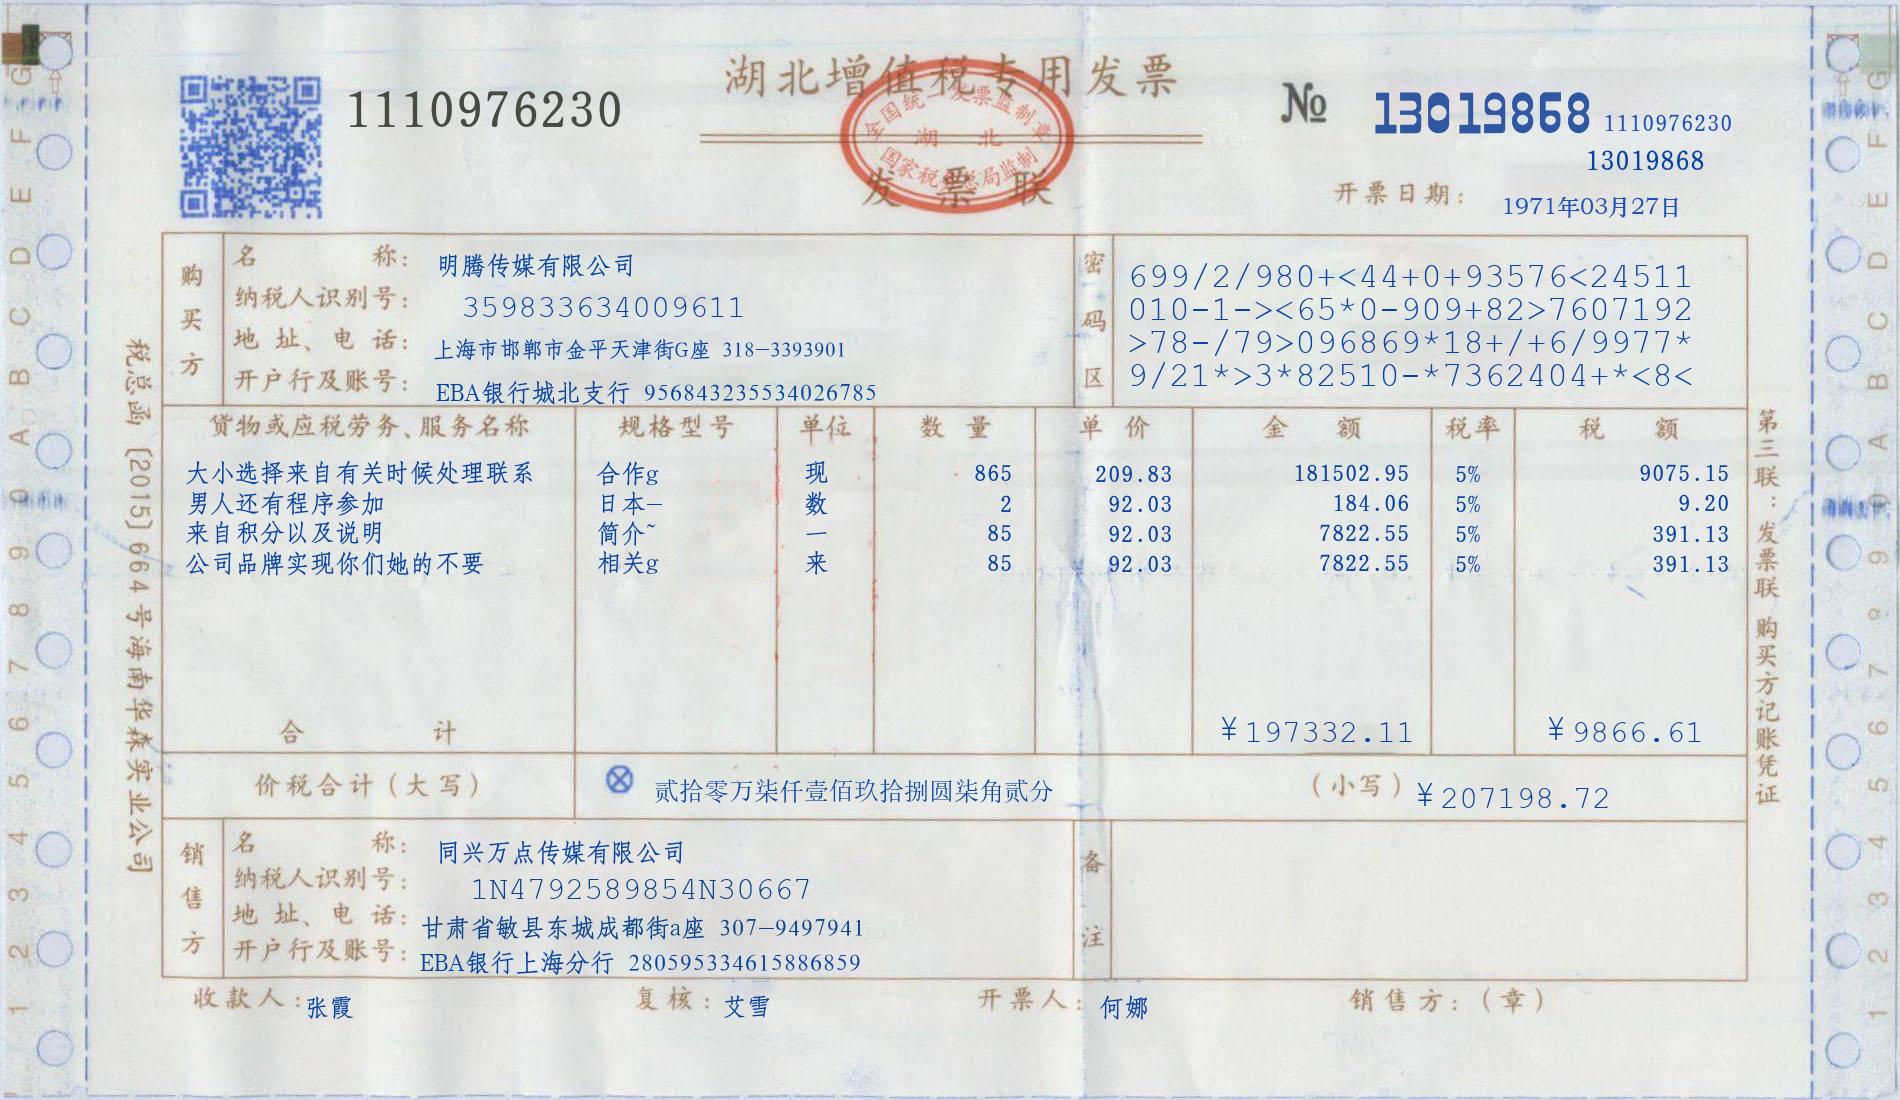 湖北增值税专用发票
1110976230
№ 13019868 1110976230
13019868
全国统一发票监制章
湖 北
国家税务总局监制
发票联
开票日期: 1971年03月27日
购买方
名 称: 明腾传媒有限公司
纳税人识别号: 359833634009611
地 址、电 话: 上海市邯郸市金平天津街G座 318-3393901
开户行及账号: EBA银行城北支行 956843235534026785
密码区
699/2/980+<44+0+93576<24511
010-1-><65*0-909+82>7607192
>78-/79>096869*18+/+6/9977*
9/21*>3*82510-*7362404+*<8<
货物或应税劳务、服务名称 规格型号 单位 数 量 单 价 金 额 税率 税 额
大小选择来自有关时候处理联系 合作g 现 865 209.83 181502.95 5% 9075.15
男人还有程序参加 日本— 数 2 92.03 184.06 5% 9.20
来自积分以及说明 简介~ 一 85 92.03 7822.55 5% 391.13
公司品牌实现你们她的不要 相关g 来 85 92.03 7822.55 5% 391.13
合 计 ¥197332.11 ¥9866.61
价税合计(大写) ⊗ 贰拾零万柒仟壹佰玖拾捌圆柒角贰分 (小写) ¥207198.72
销售方
名 称: 同兴万点传媒有限公司
纳税人识别号: 1N4792589854N30667
地 址、电 话: 甘肃省敏县东城成都街a座 307-9497941
开户行及账号: EBA银行上海分行 280595334615886859
备注
收款人: 张霞 复核: 艾雪 开票人: 何娜 销售方: (章)
税总函 [2015] 664号海南华森实业公司
第三联: 发票联 购买方记账凭证
1 2 3 4 5 6 7 8 9 0 A B C D E F G
1 2 3 4 5 6 7 8 9 0 A B C D E F G